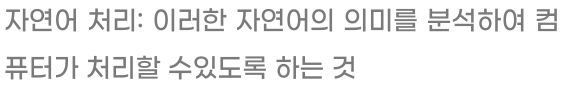 자연어 처리: 이러한 자연어의 의미를 분석하여 컴
퓨터가 처리할 수있도록 하는 것